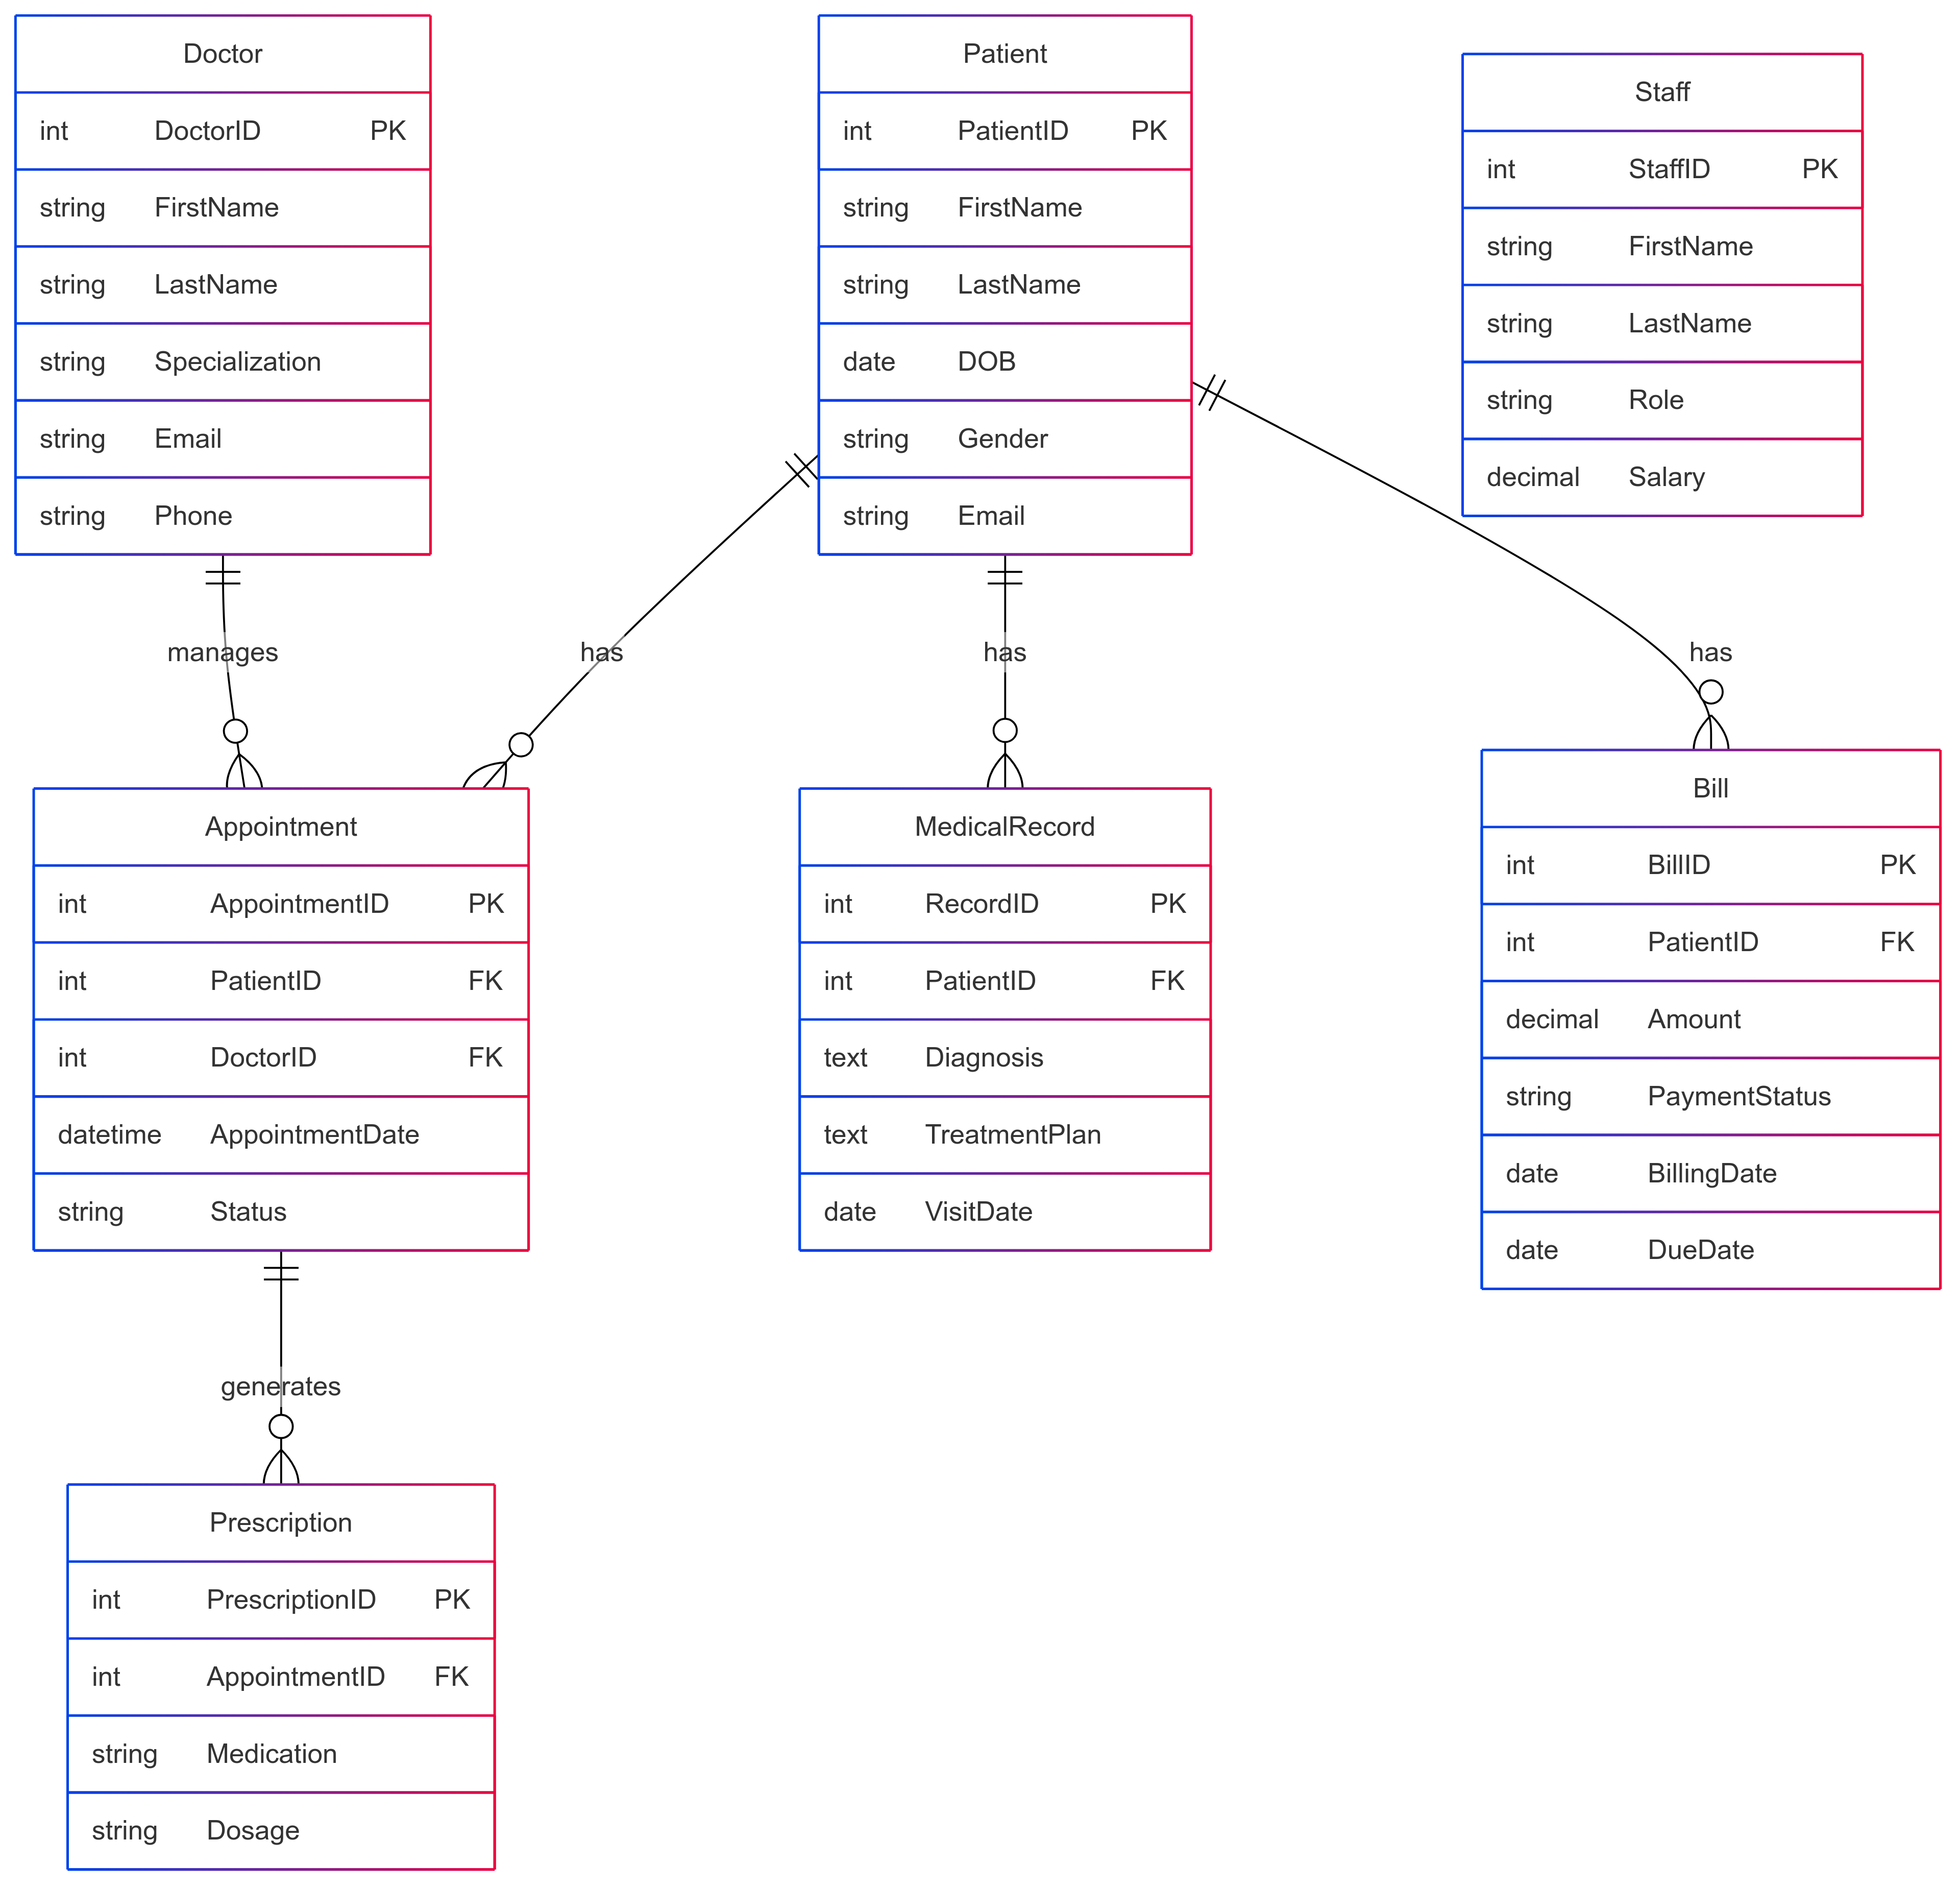 Doctor
int DoctorID PK
string FirstName
string LastName
string Specialization
string Email
string Phone
Patient
int PatientID PK
string FirstName
string LastName
date DOB
string Gender
string Email
Staff
int StaffID PK
string FirstName
string LastName
string Role
decimal Salary
manages
has
has
has
Appointment
int AppointmentID PK
int PatientID FK
int DoctorID FK
datetime AppointmentDate
string Status
MedicalRecord
int RecordID PK
int PatientID FK
text Diagnosis
text TreatmentPlan
date VisitDate
Bill
int BillID PK
int PatientID FK
decimal Amount
string PaymentStatus
date BillingDate
date DueDate
generates
Prescription
int PrescriptionID PK
int AppointmentID FK
string Medication
string Dosage